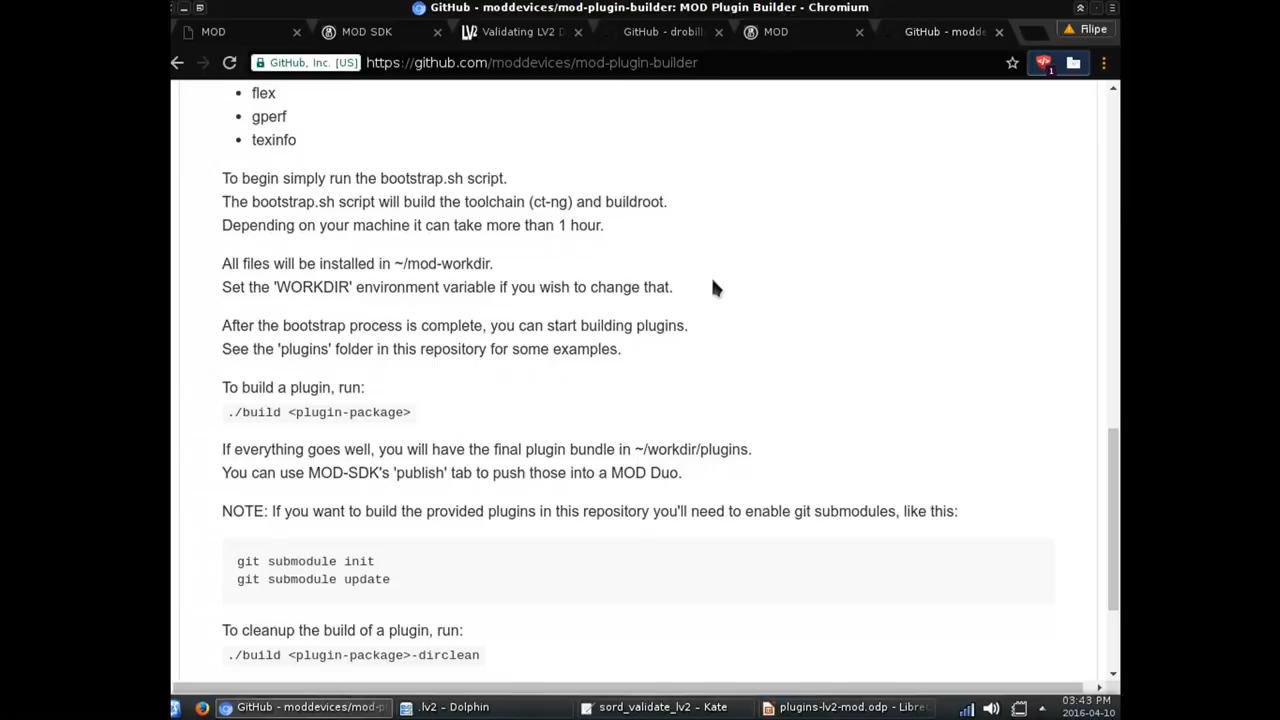 GitHub - moddevices/mod-plugin-builder: MOD Plugin Builder - Chromium
MOD
MOD SDK
Validating LV2 D
GitHub - drobill
MOD
GitHub - modde
Filipe
GitHub, Inc. [US]
https://github.com/moddevices/mod-plugin-builder
1
• flex
• gperf
• texinfo
To begin simply run the bootstrap.sh script.
The bootstrap.sh script will build the toolchain (ct-ng) and buildroot.
Depending on your machine it can take more than 1 hour.
All files will be installed in ~/mod-workdir.
Set the 'WORKDIR' environment variable if you wish to change that.
After the bootstrap process is complete, you can start building plugins.
See the 'plugins' folder in this repository for some examples.
To build a plugin, run:
./build <plugin-package>
If everything goes well, you will have the final plugin bundle in ~/workdir/plugins.
You can use MOD-SDK's 'publish' tab to push those into a MOD Duo.
NOTE: If you want to build the provided plugins in this repository you'll need to enable git submodules, like this:
git submodule init
git submodule update
To cleanup the build of a plugin, run:
./build <plugin-package>-dirclean
GitHub - moddevices/mod-p
.lv2 – Dolphin
sord_validate_lv2 – Kate
plugins-lv2-mod.odp - Libre
03:43 PM
2016-04-10